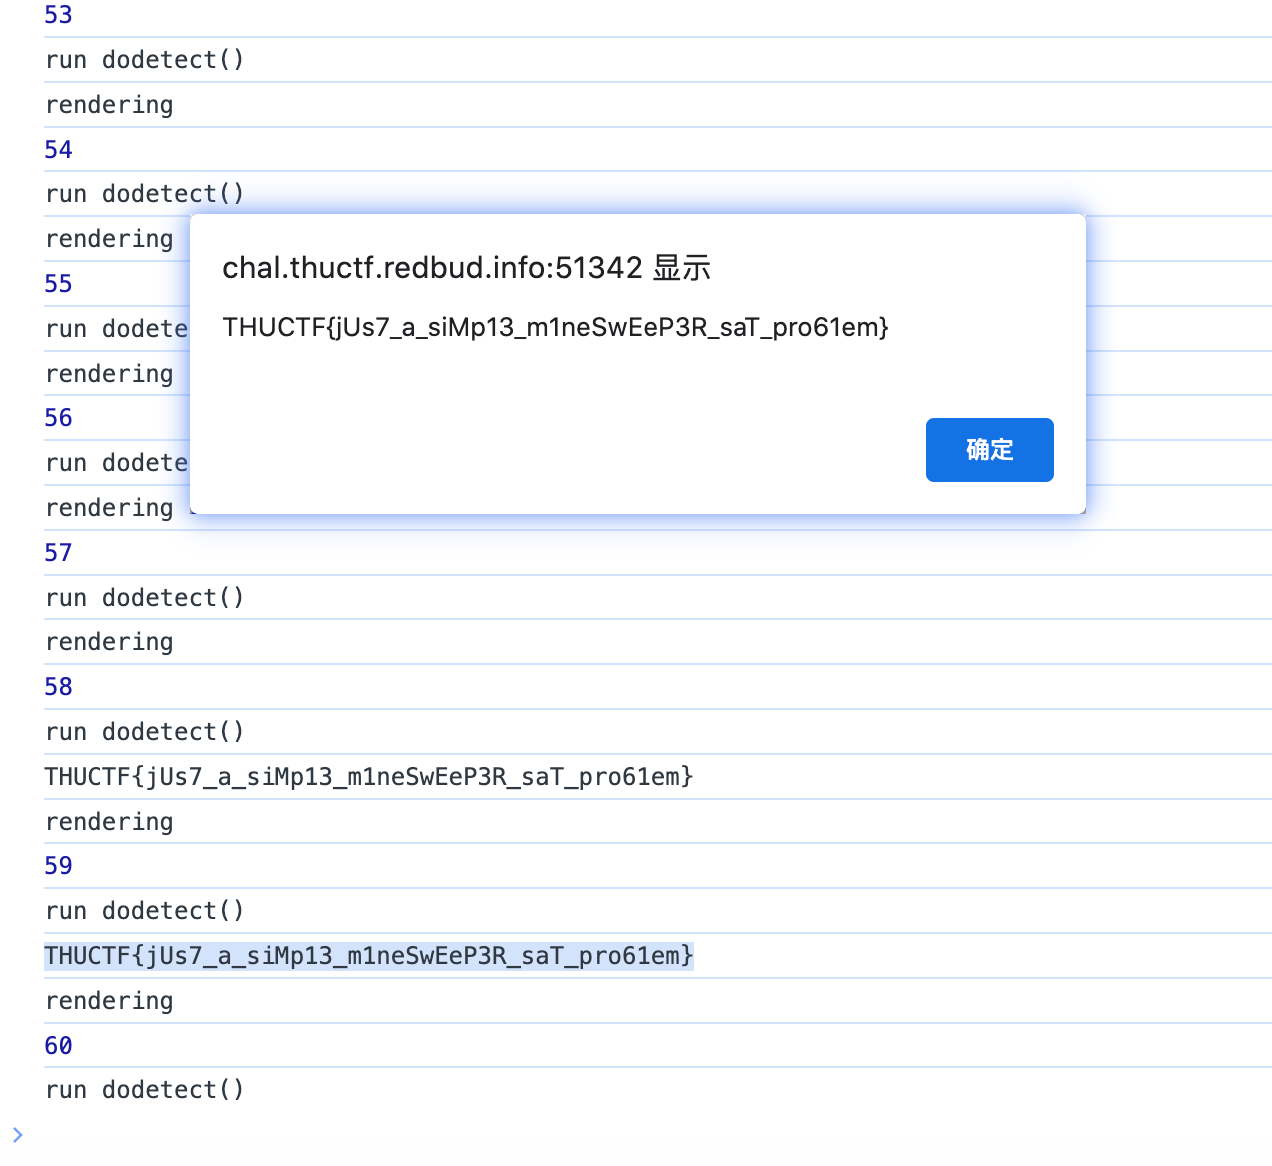 53
run dodetect()
rendering
54
run dodetect()
rendering
55
run dodete
rendering
56
run dodete
rendering
chal.thuctf.redbud.info:51342 显示
THUCTF{jUs7_a_siMp13_m1neSwEeP3R_saT_pro61em}
确定
57
run dodetect()
rendering
58
run dodetect()
THUCTF{jUs7_a_siMp13_m1neSwEeP3R_saT_pro61em}
rendering
59
run dodetect()
THUCTF{jUs7_a_siMp13_m1neSwEeP3R_saT_pro61em}
rendering
60
run dodetect()
>